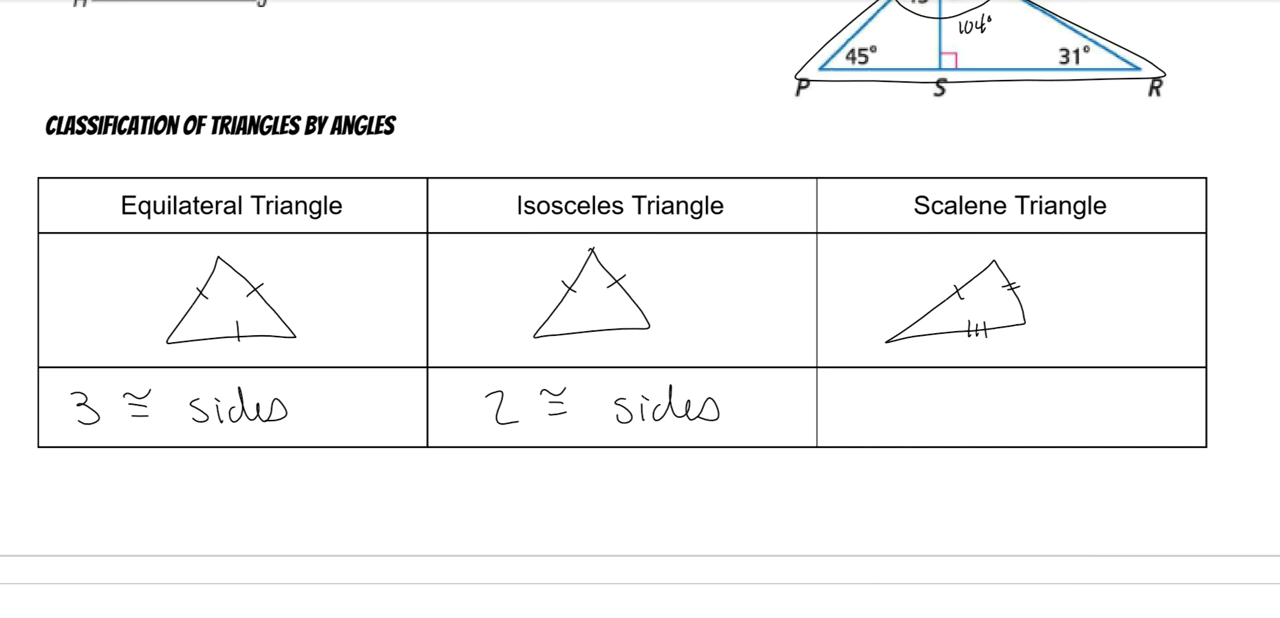 104°
45°
31°
P
S
R
CLASSIFICATION OF TRIANGLES BY ANGLES
Equilateral Triangle
Isosceles Triangle
Scalene Triangle
3 ≅ sides
2 ≅ sides